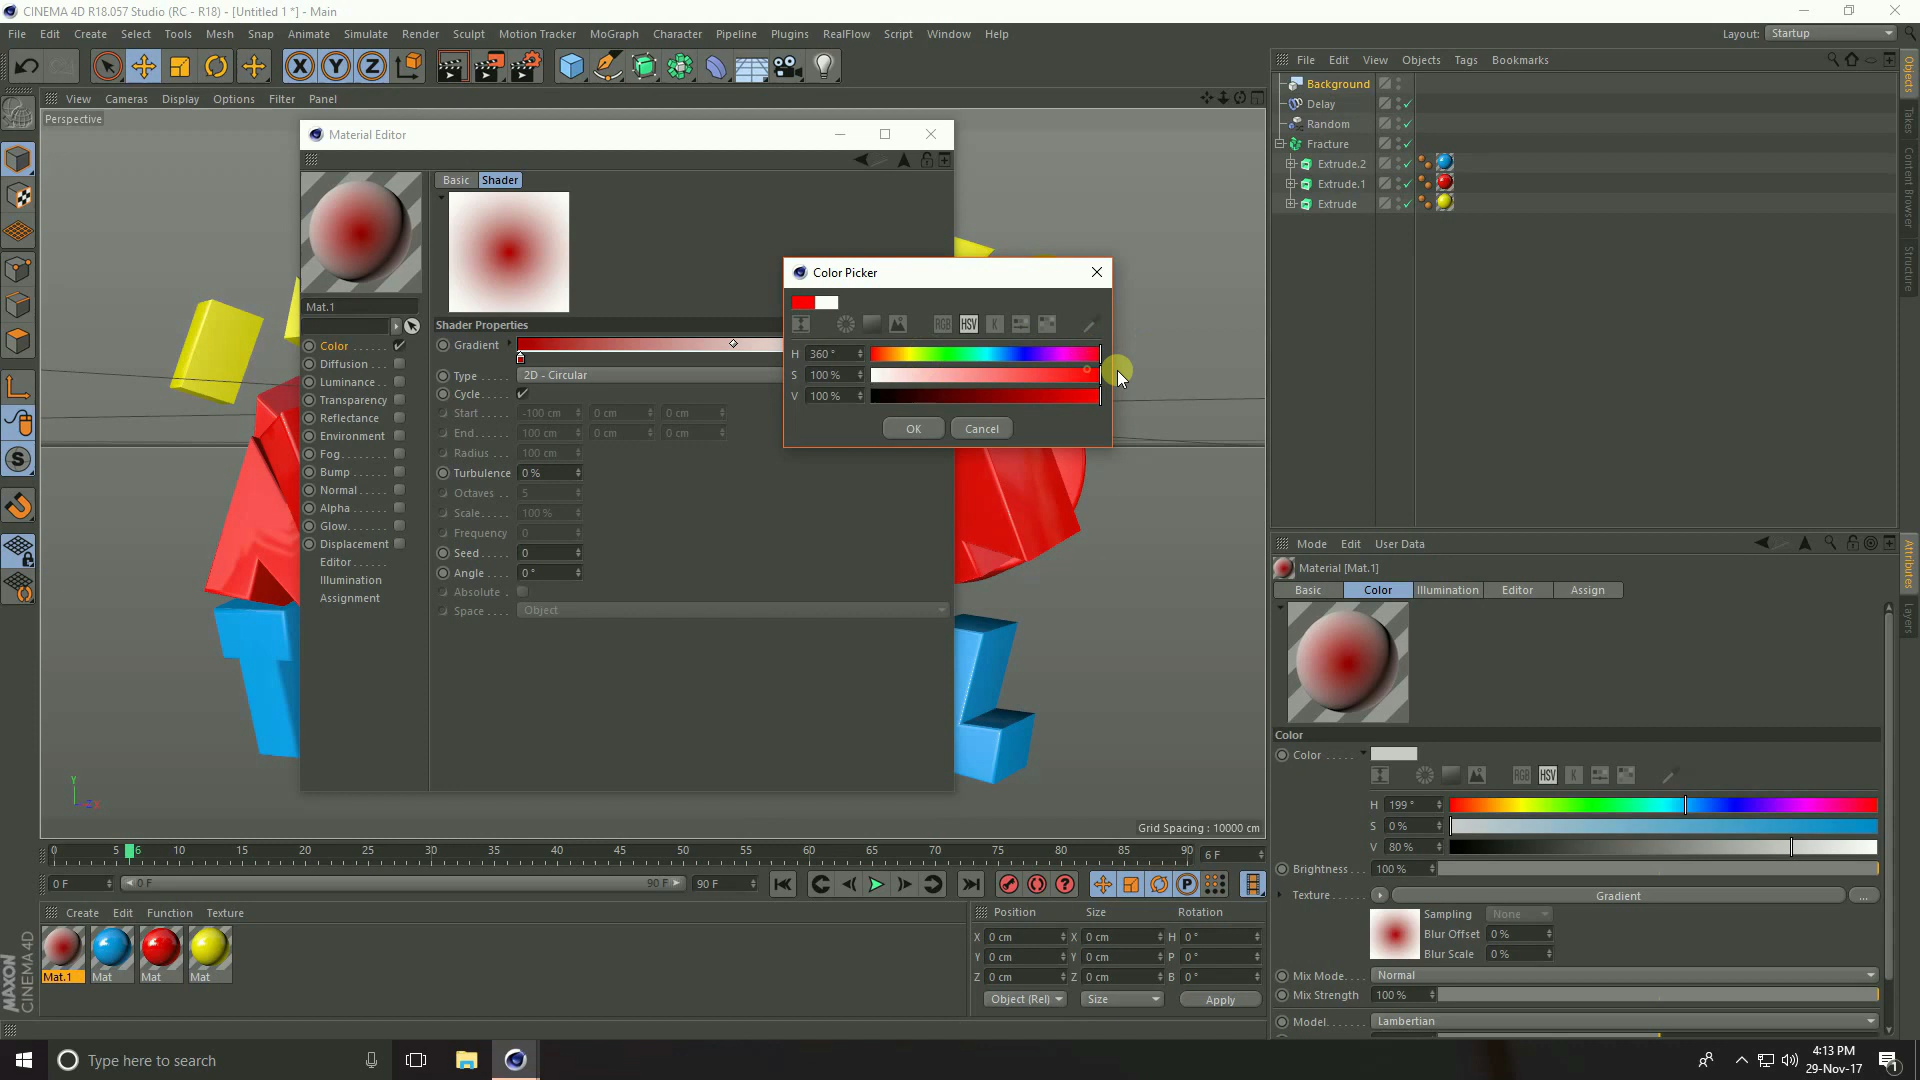 CINEMA 4D R18.057 Studio (RC - R18) - [Untitled 1 *] - Main
File Edit Create Select Tools Mesh Snap Animate Simulate Render Sculpt Motion Tracker MoGraph Character Pipeline Plugins RealFlow Script Window Help
Layout: Startup
X Y Z
View Cameras Display Options Filter Panel
Perspective
File Edit View Objects Tags Bookmarks
Background
Delay
Random
Fracture
Extrude.2
Extrude.1
Extrude
Objects
Takes
Content Browser
Structure
Material Editor
Basic Shader
Mat.1
Color
Diffusion
Luminance
Transparency
Reflectance
Environment
Fog
Bump
Normal
Alpha
Glow
Displacement
Editor
Illumination
Assignment
Shader Properties
Gradient
Type 2D - Circular
Cycle
Start -100 cm 0 cm 0 cm
End 100 cm 0 cm 0 cm
Radius 100 cm
Turbulence 0 %
Octaves 5
Scale 100 %
Frequency 0
Seed 0
Angle 0 °
Absolute
Space Object
Color Picker
RGB HSV K
H 360 °
S 100 %
V 100 %
OK Cancel
Grid Spacing : 10000 cm
0 5 6 10 15 20 25 30 35 40 45 50 55 60 65 70 75 80 85 90 6 F
0 F 0 F 90 F 90 F
Create Edit Function Texture
Mat.1 Mat Mat Mat
MAXON
CINEMA 4D
Position Size Rotation
X 0 cm X 0 cm H 0 °
Y 0 cm Y 0 cm P 0 °
Z 0 cm Z 0 cm B 0 °
Object (Rel) Size Apply
Mode Edit User Data
Material [Mat.1]
Basic Color Illumination Editor Assign
Attributes
Layers
Color
Color
RGB HSV K
H 199 °
S 0 %
V 80 %
Brightness 100 %
Texture Gradient ...
Sampling None
Blur Offset 0 %
Blur Scale 0 %
Mix Mode Normal
Mix Strength 100 %
Model Lambertian
Type here to search
4:13 PM
29-Nov-17
1